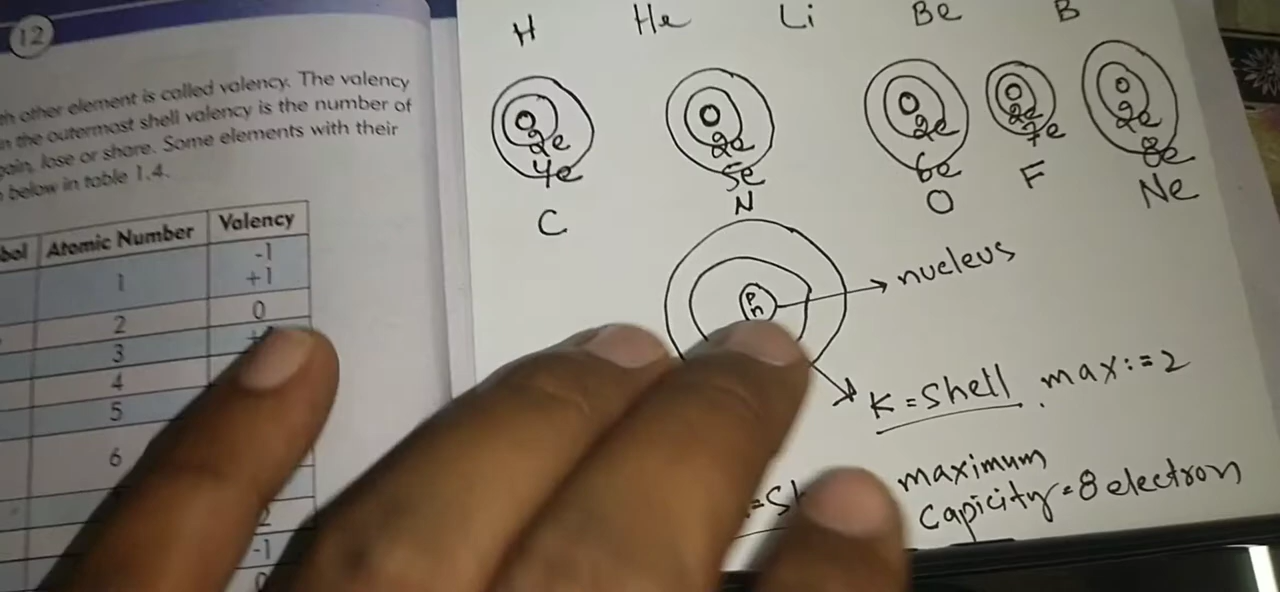 12
other element is called valency. The valency
the outermost shell valency is the number of
gain, lose or share. Some elements with their
below in table 1.4.
Atomic Number Valency
1 -1
+1
2 0
3
4
5
6
-1
H He Li Be B
2e 2e 2e 2e 2e
4e 5e 6e 7e 8e
C N O F Ne
P
n
nucleus
K=Shell max:=2
maximum
capicity=8 electron